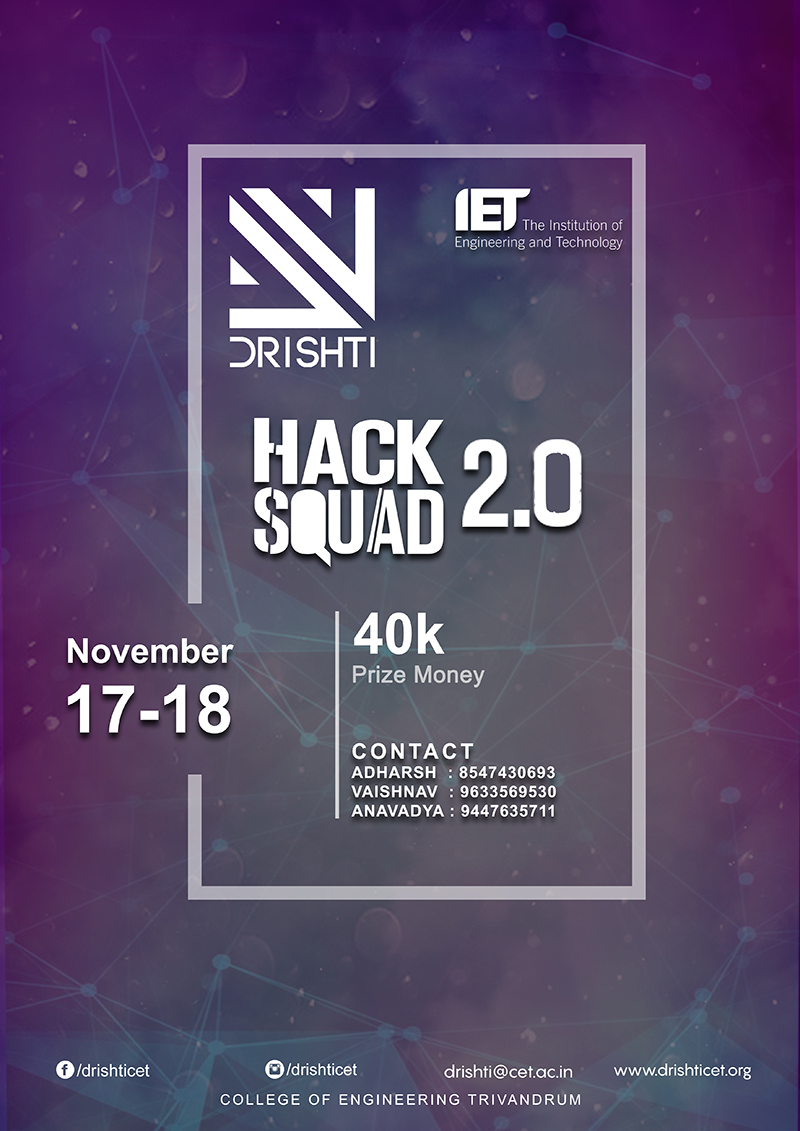 DRISHTI
IET The Institution of
Engineering and Technology
HACK
SQUAD 2.0
November
17-18
40k
Prize Money
CONTACT
ADHARSH : 8547430693
VAISHNAV : 9633569530
ANAVADYA : 9447635711
f /drishticet
/drishticet
drishti@cet.ac.in
www.drishticet.org
COLLEGE OF ENGINEERING TRIVANDRUM